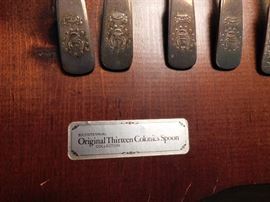 BICENTENNIAL
Original Thirteen Colonies Spoon
COLLECTION